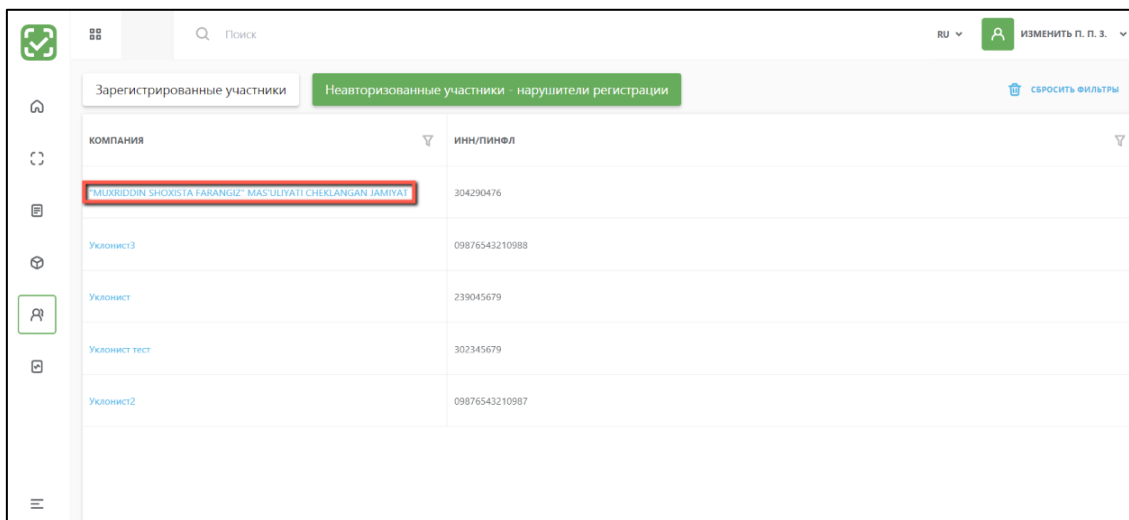 Поиск
RU
ИЗМЕНИТЬ П. П. З.
Зарегистрированные участники
Неавторизованные участники - нарушители регистрации
СБРОСИТЬ ФИЛЬТРЫ
КОМПАНИЯ
ИНН/ПИНФЛ
"MUXRIDDIN SHOXISTA FARANGIZ" MAS'ULIYATI CHEKLANGAN JAMIYAT
304290476
Уклонист3
09876543210988
Уклонист
239045679
Уклонист тест
302345679
Уклонист2
09876543210987